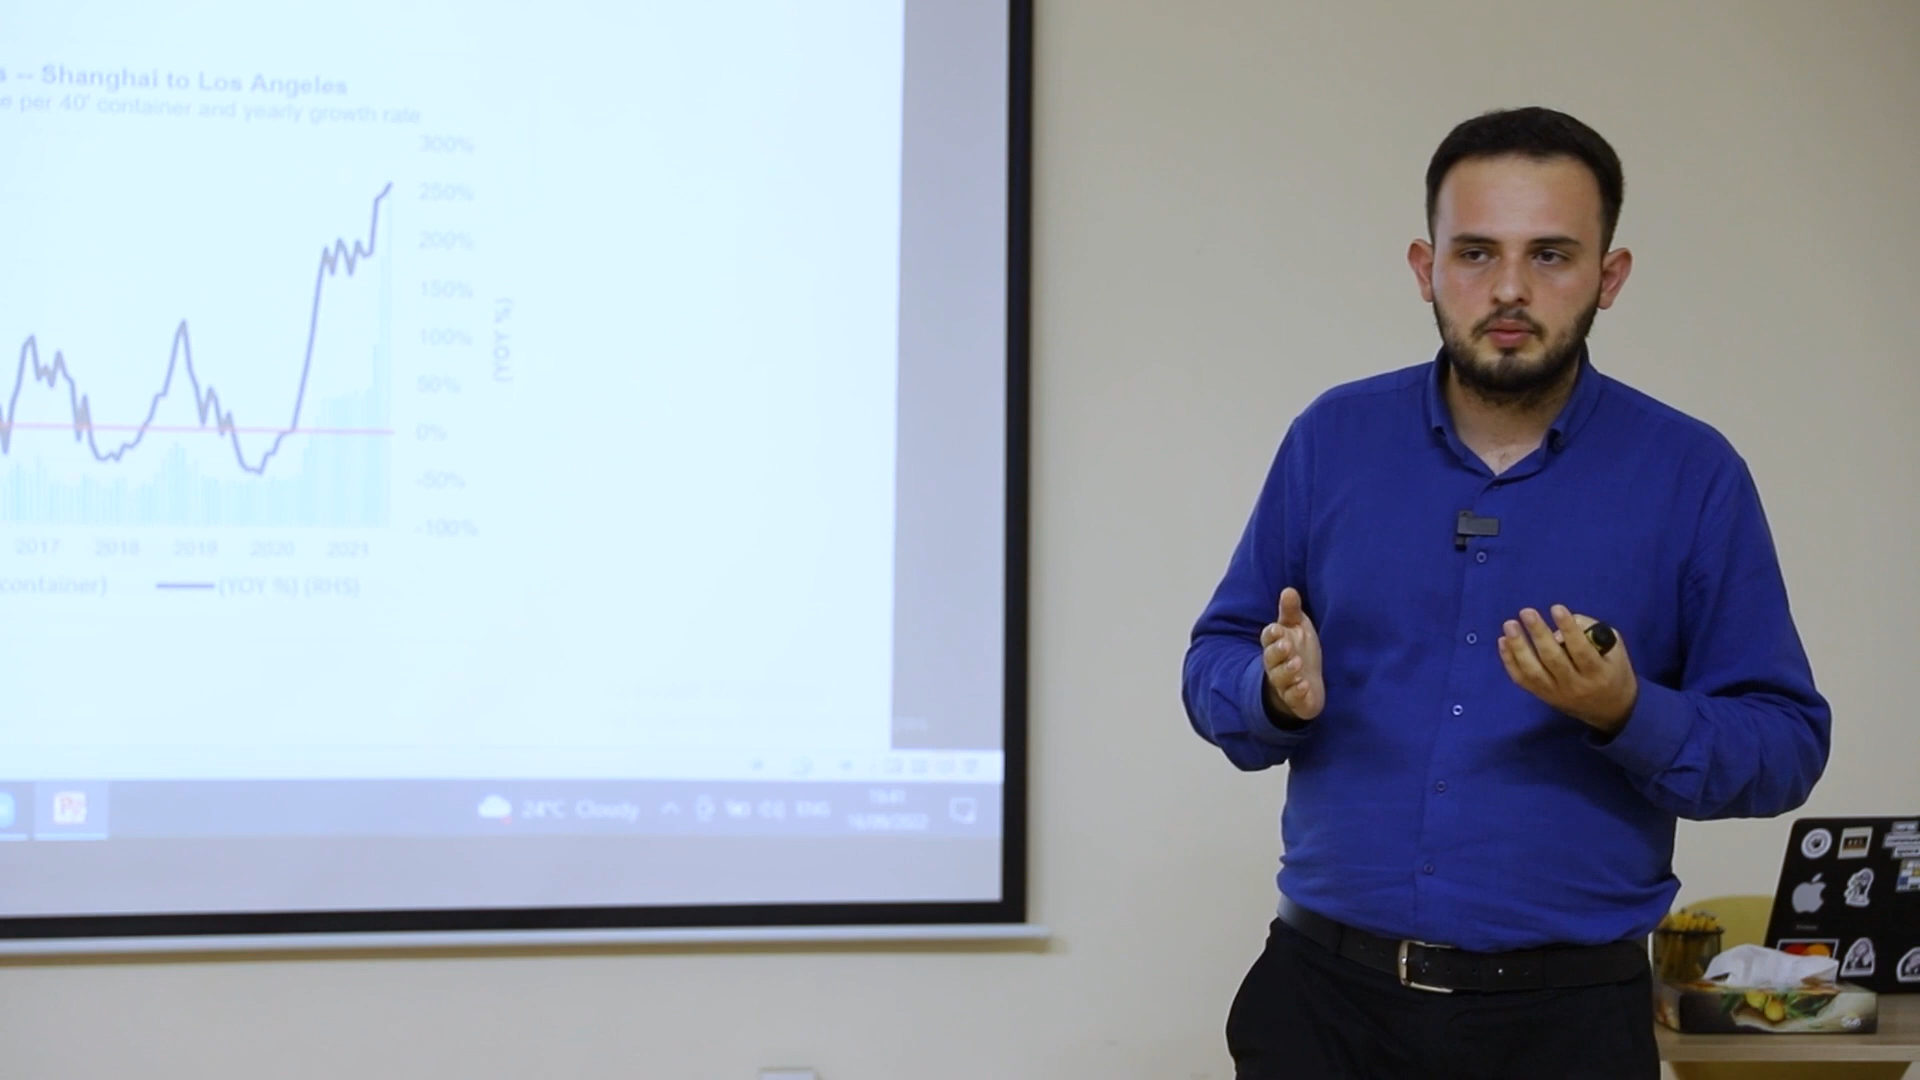 -- Shanghai to Los Angeles
per 40' container and yearly growth rate
300%
250%
200%
150%
100%
50%
0%
-50%
-100%
(YOY %)
2017 2018 2019 2020 2021
container) (YOY %) (RHS)
24°C Cloudy ENG